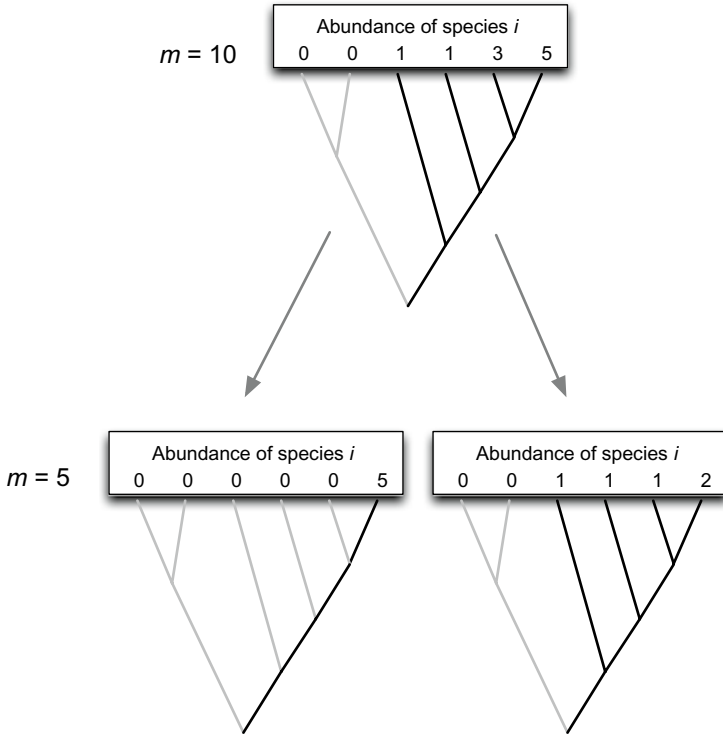 Abundance of species i
m = 10
0 0 1 1 3 5
Abundance of species i
m = 5
0 0 0 0 0 5
Abundance of species i
0 0 1 1 1 2